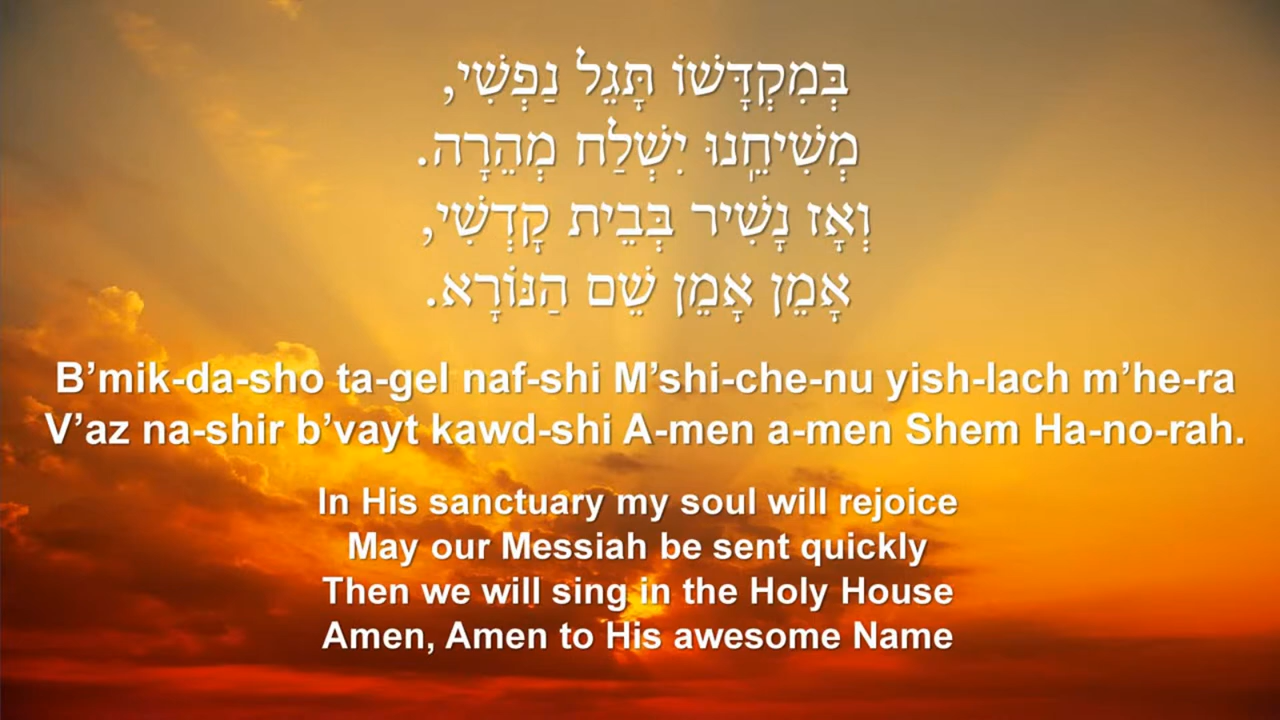 בְּמִקְדָּשׁוֹ תָּגֵל נַפְשִׁי,
מְשִׁיחֵֽנוּ יִשְׁלַח מְהֵרָה.
וְאָז נָשִׁיר בְּבֵית קָדְשִׁי,
אָמֵן אָמֵן שֵׁם הַנּוֹרָא.
B’mik-da-sho ta-gel naf-shi M’shi-che-nu yish-lach m’he-ra
V’az na-shir b’vayt kawd-shi A-men a-men Shem Ha-no-rah.
In His sanctuary my soul will rejoice
May our Messiah be sent quickly
Then we will sing in the Holy House
Amen, Amen to His awesome Name